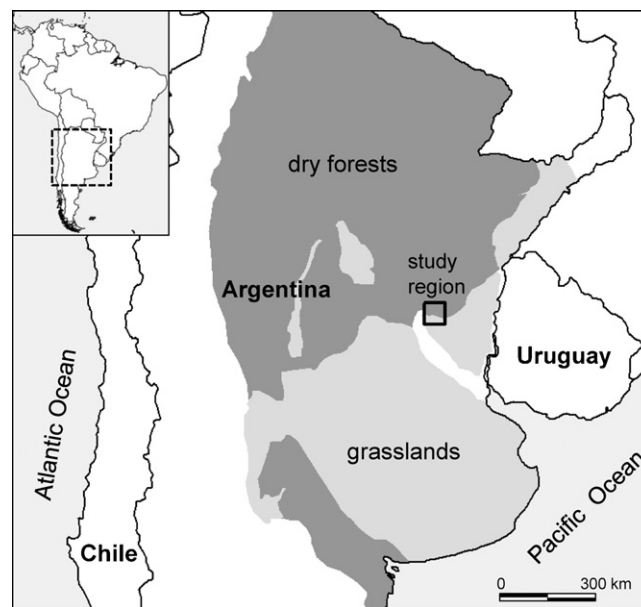 dry forests
study
region
Argentina
Uruguay
Atlantic Ocean
grasslands
Pacific Ocean
Chile
0 300 km